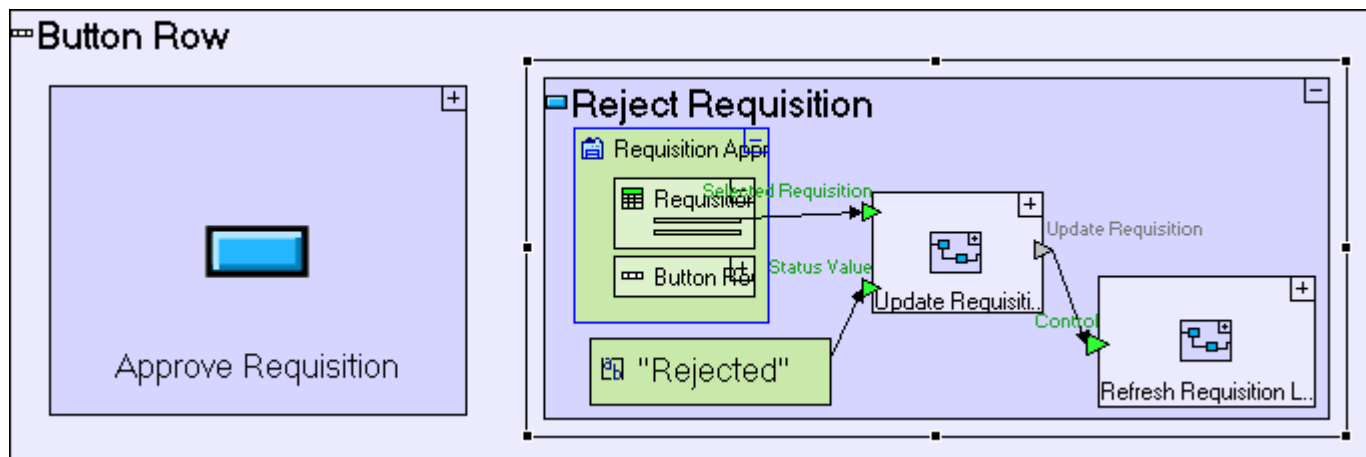 Button Row
Approve Requisition
Reject Requisition
Requisition Appr
Requisition
Button Ro
Selected Requisition
Status Value
"Rejected"
Update Requisiti..
Update Requisition
Control
Refresh Requisition L..